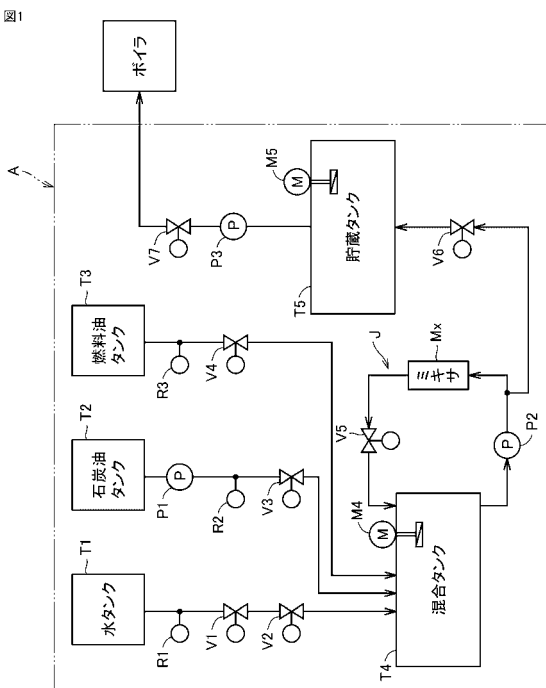 図1
ボイラ
A
T1
水タンク
R1
V1
V2
T2
石炭油
タンク
P1
P
R2
V3
T3
燃料油
タンク
R3
V4
V7
P3
P
M5
M
貯蔵タンク
T5
V6
J
Mx
ミキサ
V5
P2
P
M4
M
混合タンク
T4